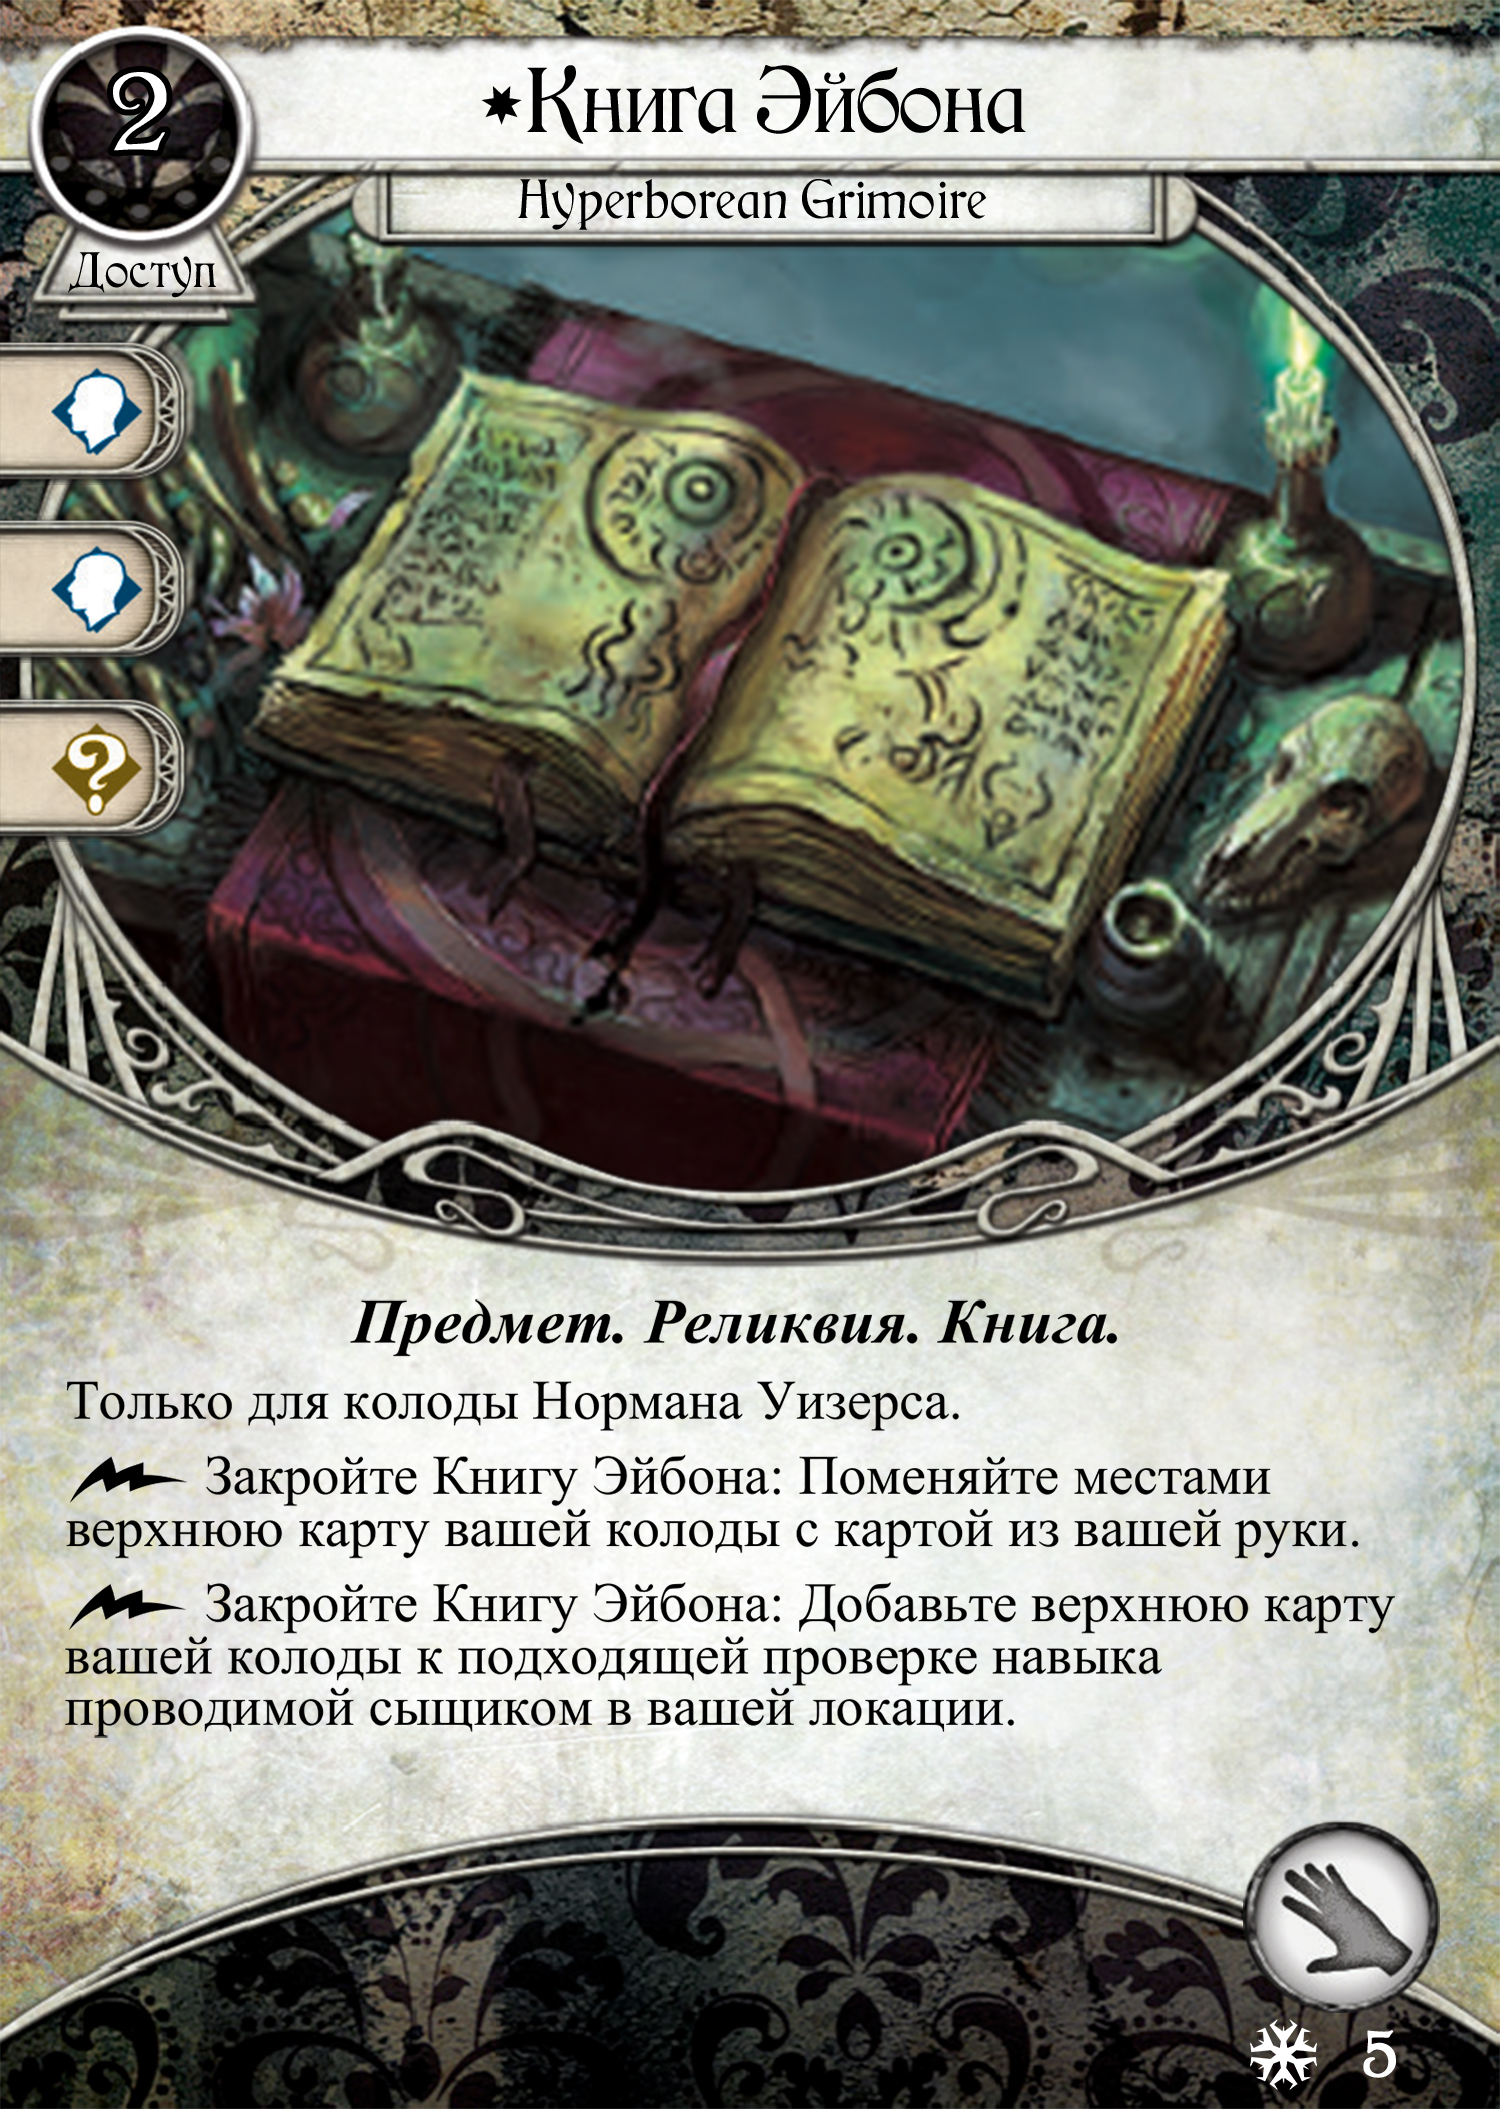 2
Книга Эйбона
Hyperborean Grimoire
Доступ
Предмет. Реликвия. Книга.
Только для колоды Нормана Уизерса.
Закройте Книгу Эйбона: Поменяйте местами
верхнюю карту вашей колоды с картой из вашей руки.
Закройте Книгу Эйбона: Добавьте верхнюю карту
вашей колоды к подходящей проверке навыка
проводимой сыщиком в вашей локации.
5